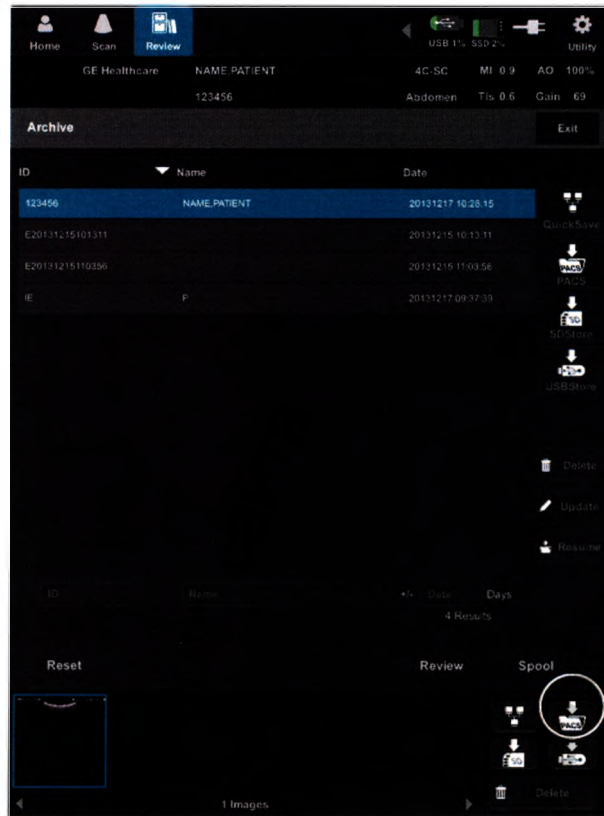 Home Scan Review USB 1% SSD 2% Utility
GE Healthcare NAME,PATIENT 4C-SC MI 0.9 AO 100%
123456 Abdomen TIs 0.6 Gain 69
Archive Exit
ID Name Date
123456 NAME,PATIENT 20131217 10:28:15
QuickSave
E20131215101311 20131215 10:13:11
E20131215110356 20131215 11:03:56
PACS
PACS
IE P 20131217 09:37:39
SD
SDStore
USBStore
Delete
Update
Resume
ID Name +/- Date Days
4 Results
Reset Review Spool
PACS
SD
Delete
1 Images